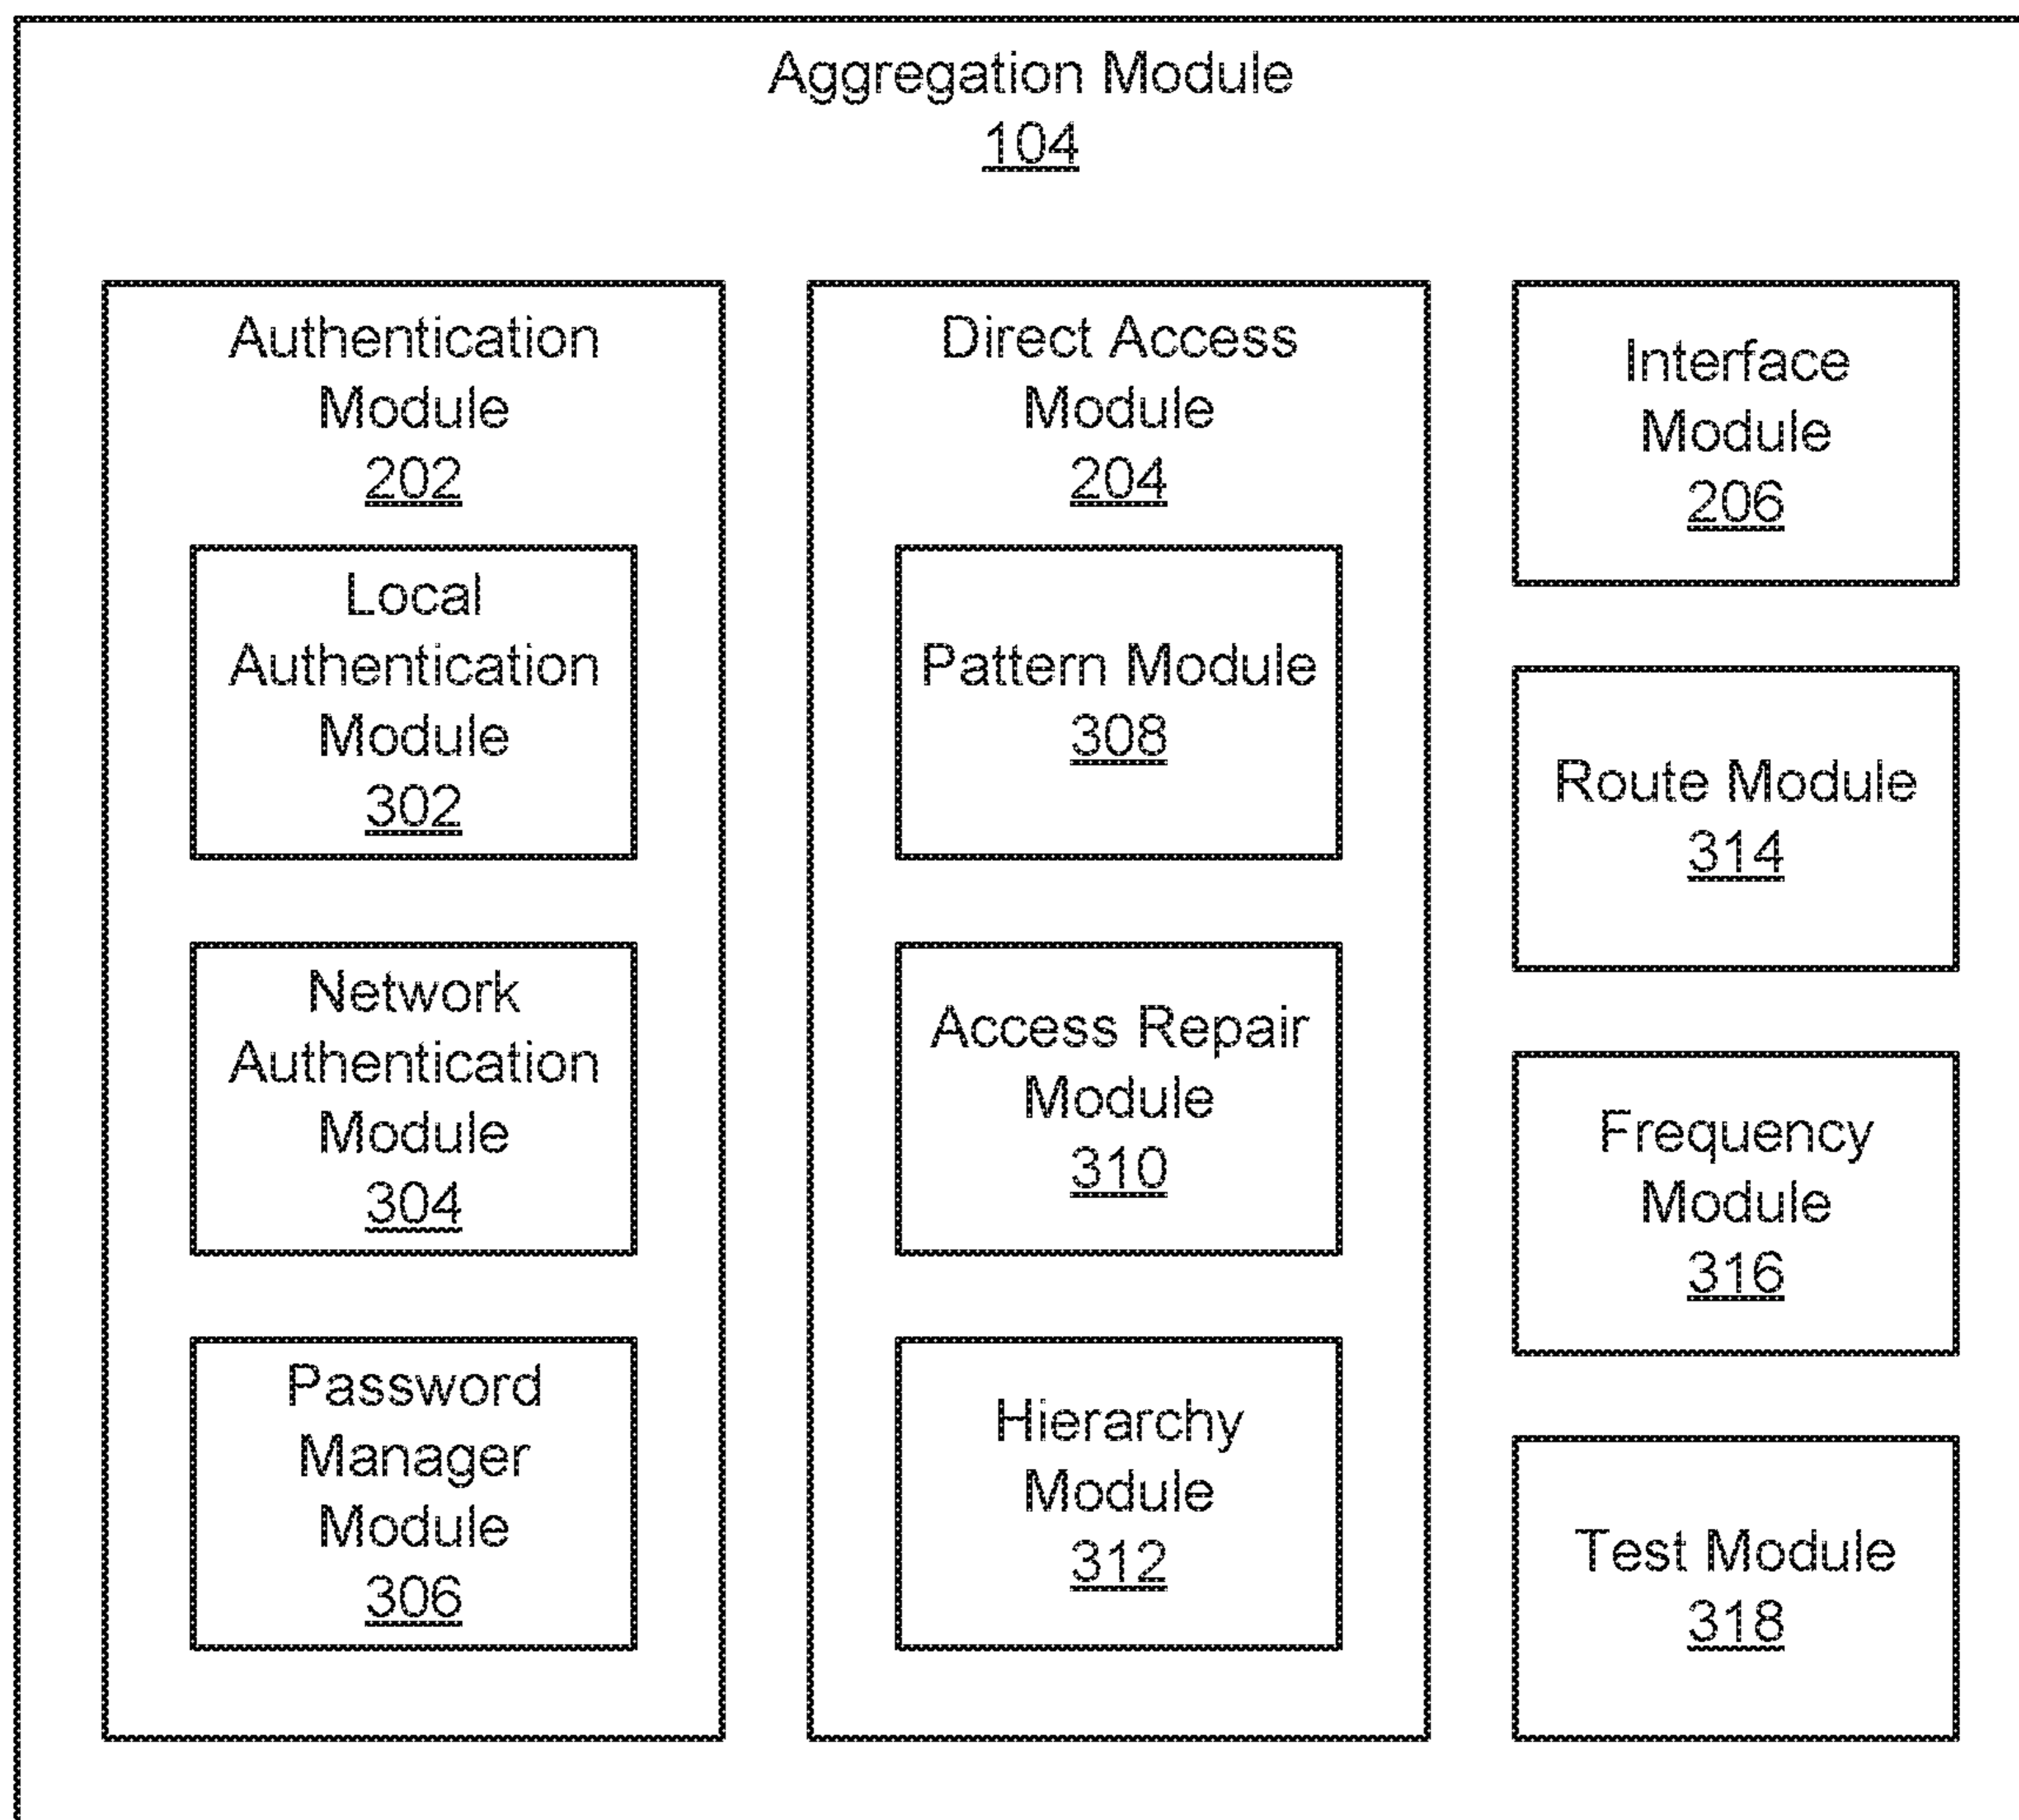 Aggregation Module
104
Authentication
Module
202
Local
Authentication
Module
302
Network
Authentication
Module
304
Password
Manager
Module
306
Direct Access
Module
204
Pattern Module
308
Access Repair
Module
310
Hierarchy
Module
312
Interface
Module
206
Route Module
314
Frequency
Module
316
Test Module
318